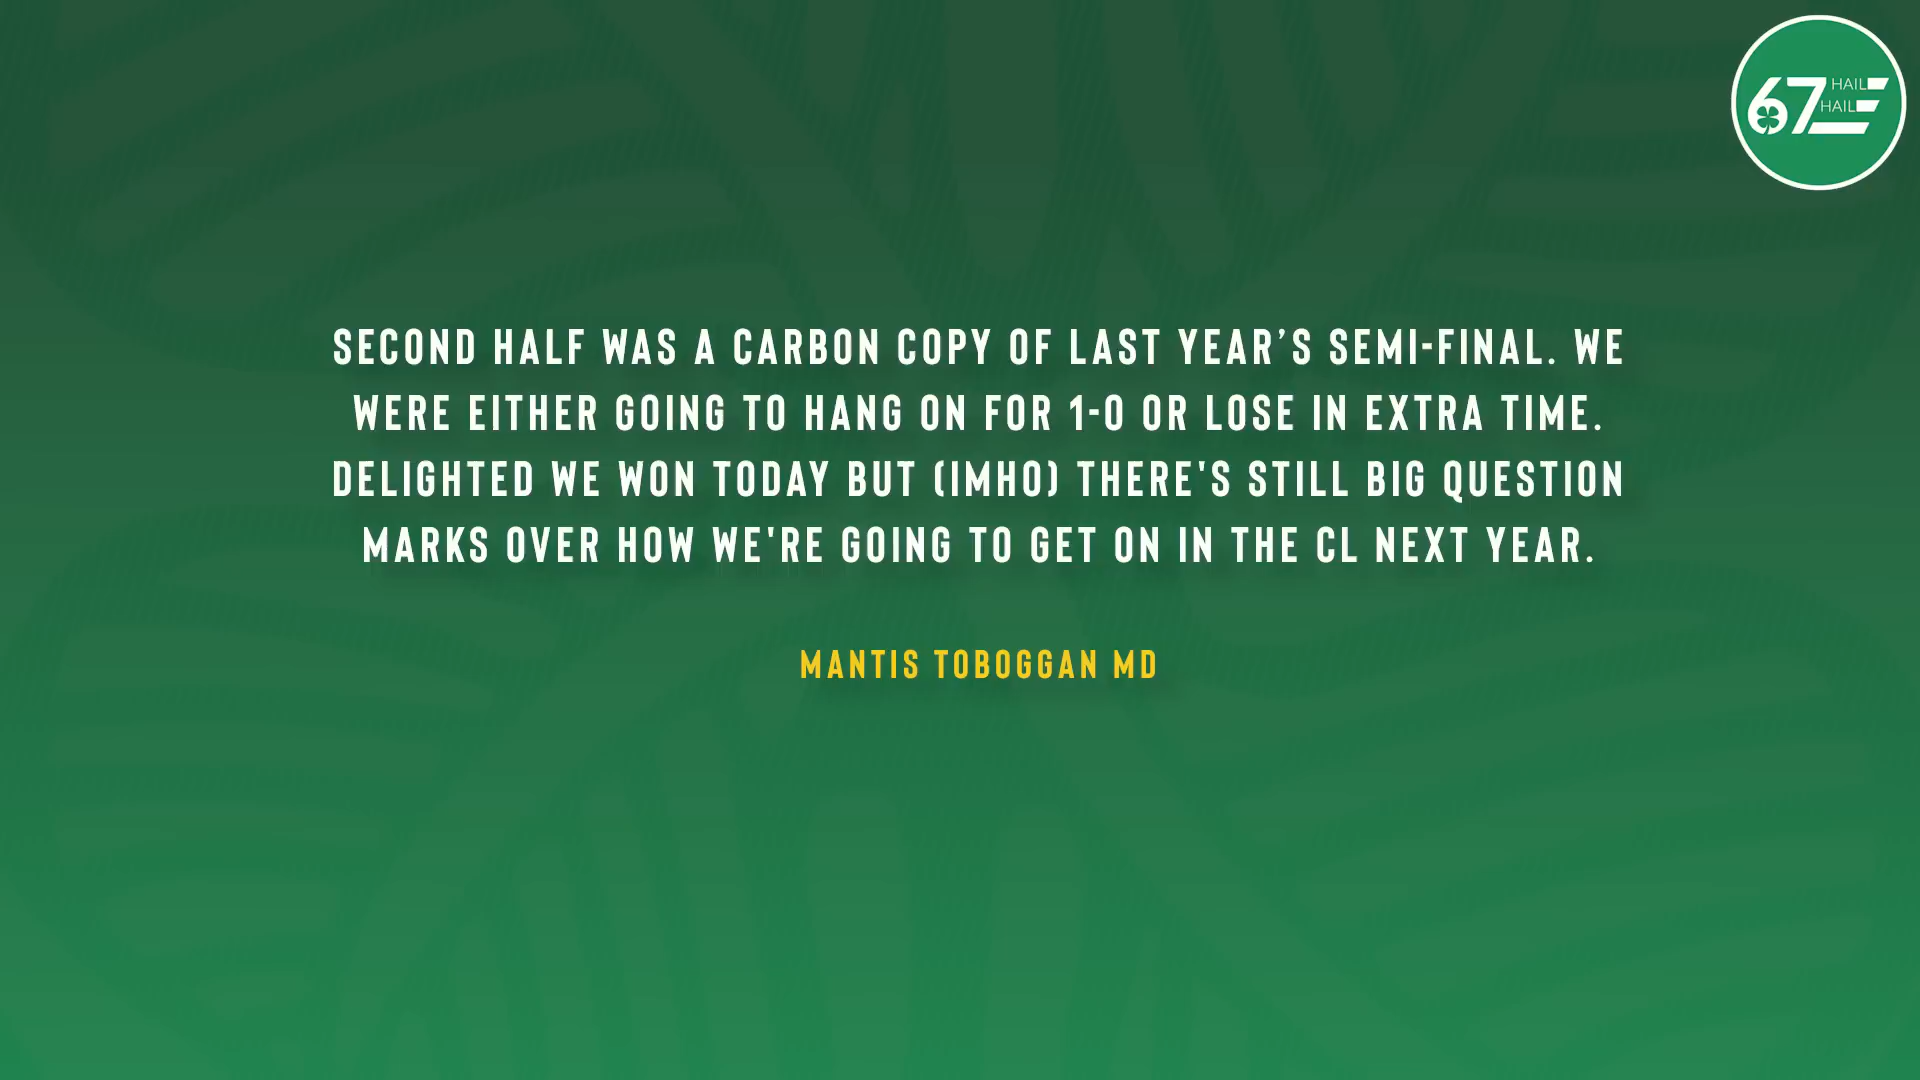 67 HAIL
HAIL
SECOND HALF WAS A CARBON COPY OF LAST YEAR’S SEMI-FINAL. WE
WERE EITHER GOING TO HANG ON FOR 1-0 OR LOSE IN EXTRA TIME.
DELIGHTED WE WON TODAY BUT (IMHO) THERE'S STILL BIG QUESTION
MARKS OVER HOW WE'RE GOING TO GET ON IN THE CL NEXT YEAR.
MANTIS TOBOGGAN MD